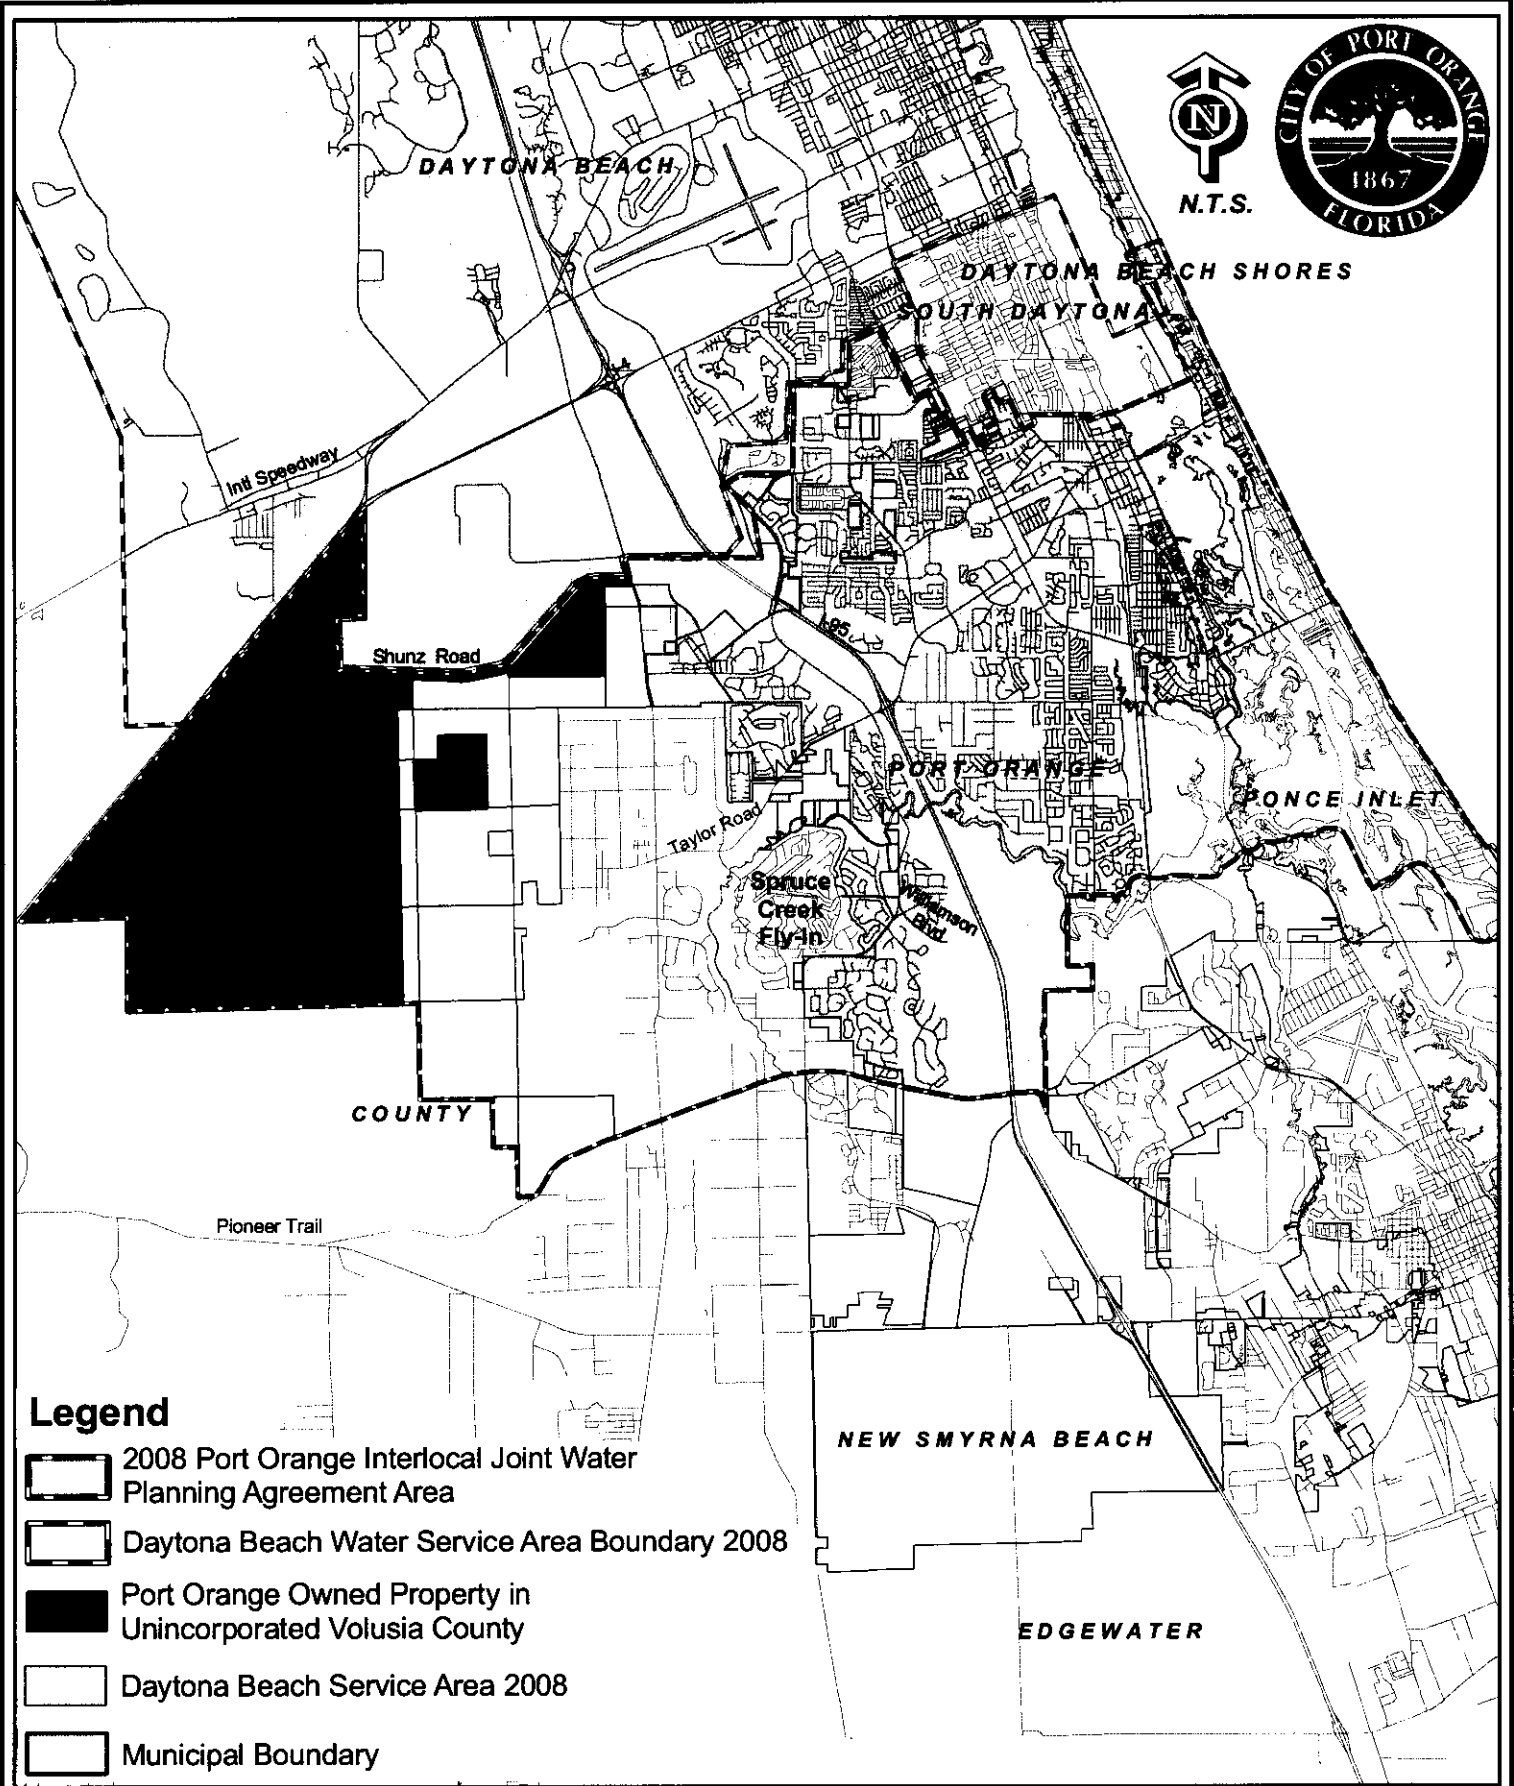 CITY OF PORT ORANGE
1867
FLORIDA
N
N.T.S.
DAYTONA BEACH
DAYTONA BEACH SHORES
SOUTH DAYTONA
I-4
Intl Speedway
I-95
Shunz Road
PORT ORANGE
PONCE INLET
Taylor Road
Spruce
Creek
Fly-In
Williamson
Blvd
COUNTY
Pioneer Trail
NEW SMYRNA BEACH
EDGEWATER
Legend
2008 Port Orange Interlocal Joint Water
Planning Agreement Area
Daytona Beach Water Service Area Boundary 2008
Port Orange Owned Property in
Unincorporated Volusia County
Daytona Beach Service Area 2008
Municipal Boundary